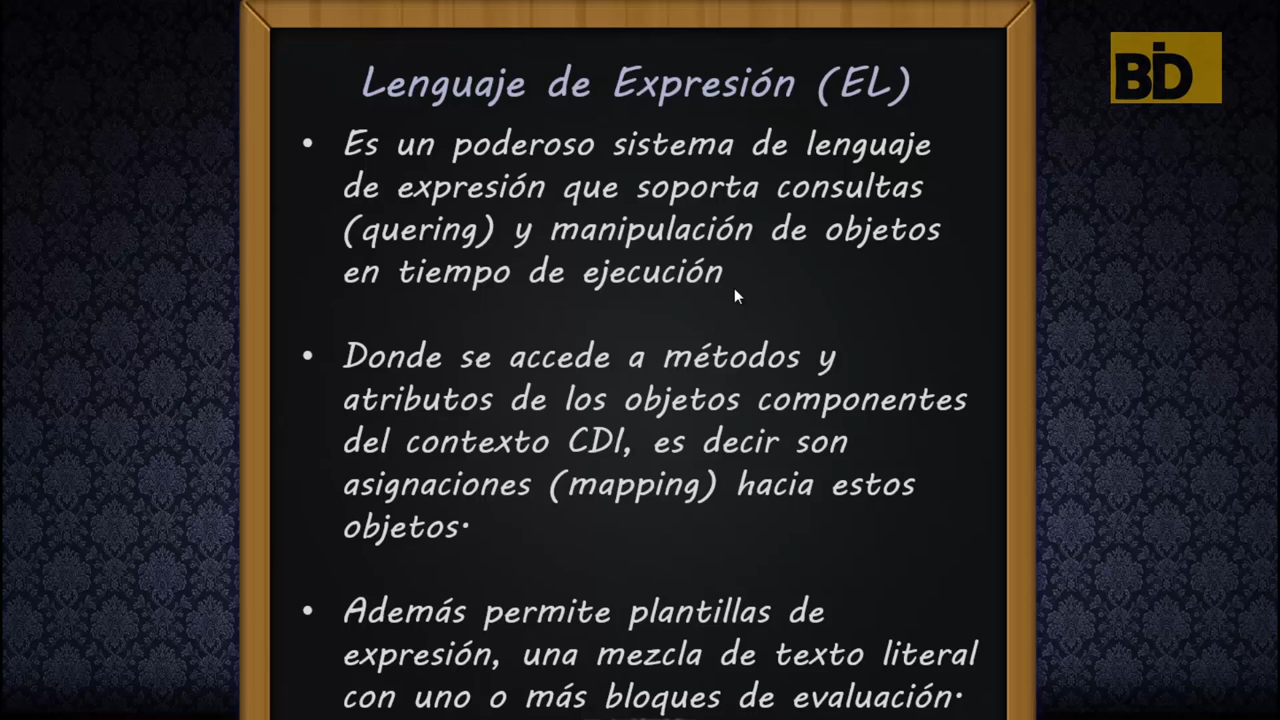 BID
Lenguaje de Expresión (EL)
• Es un poderoso sistema de lenguaje
de expresión que soporta consultas
(quering) y manipulación de objetos
en tiempo de ejecución
• Donde se accede a métodos y
atributos de los objetos componentes
del contexto CDI, es decir son
asignaciones (mapping) hacia estos
objetos.
• Además permite plantillas de
expresión, una mezcla de texto literal
con uno o más bloques de evaluación.